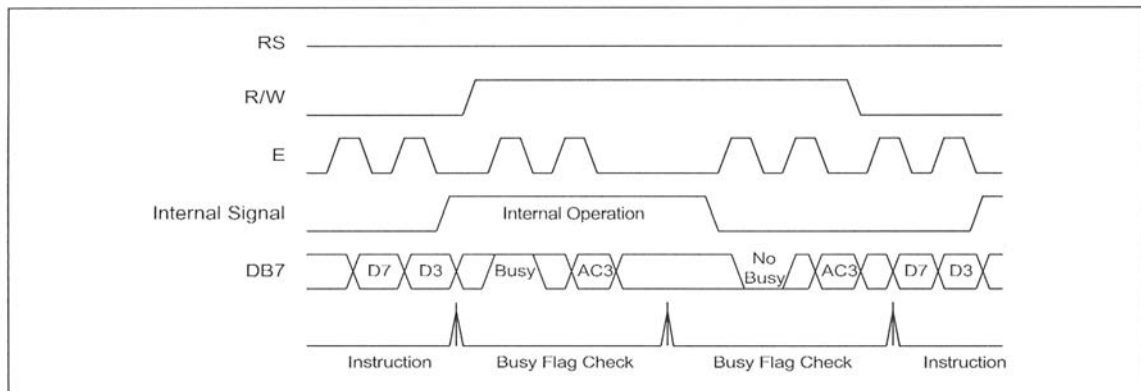 RS
R/W
E
Internal Signal
Internal Operation
DB7
D7
D3
Busy
AC3
No
Busy
AC3
D7
D3
Instruction
Busy Flag Check
Busy Flag Check
Instruction